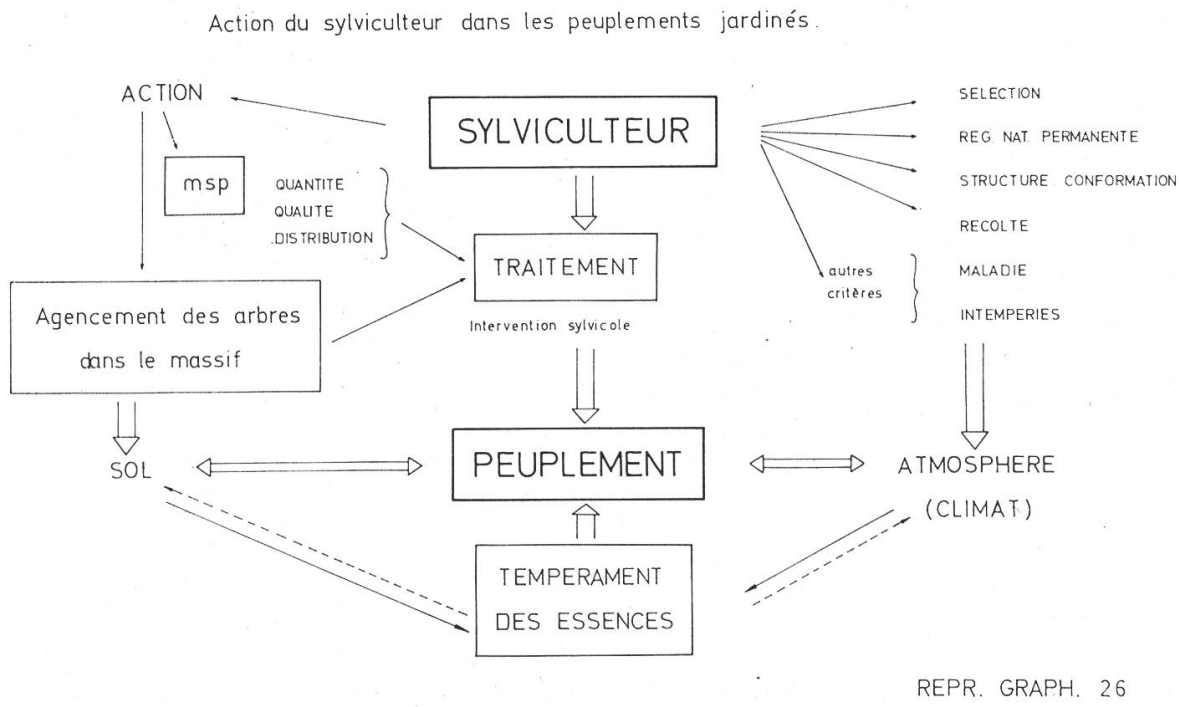 Action du sylviculteur dans les peuplements jardinés.
ACTION
SYLVICULTEUR
SELECTION
REG. NAT. PERMANENTE
STRUCTURE CONFORMATION
RECOLTE
autres
critères
MALADIE
INTEMPERIES
msp
QUANTITE
QUALITE
.DISTRIBUTION
TRAITEMENT
Intervention sylvicole
Agencement des arbres
dans le massif
SOL
PEUPLEMENT
ATMOSPHERE
(CLIMAT)
TEMPERAMENT
DES ESSENCES
REPR. GRAPH. 26